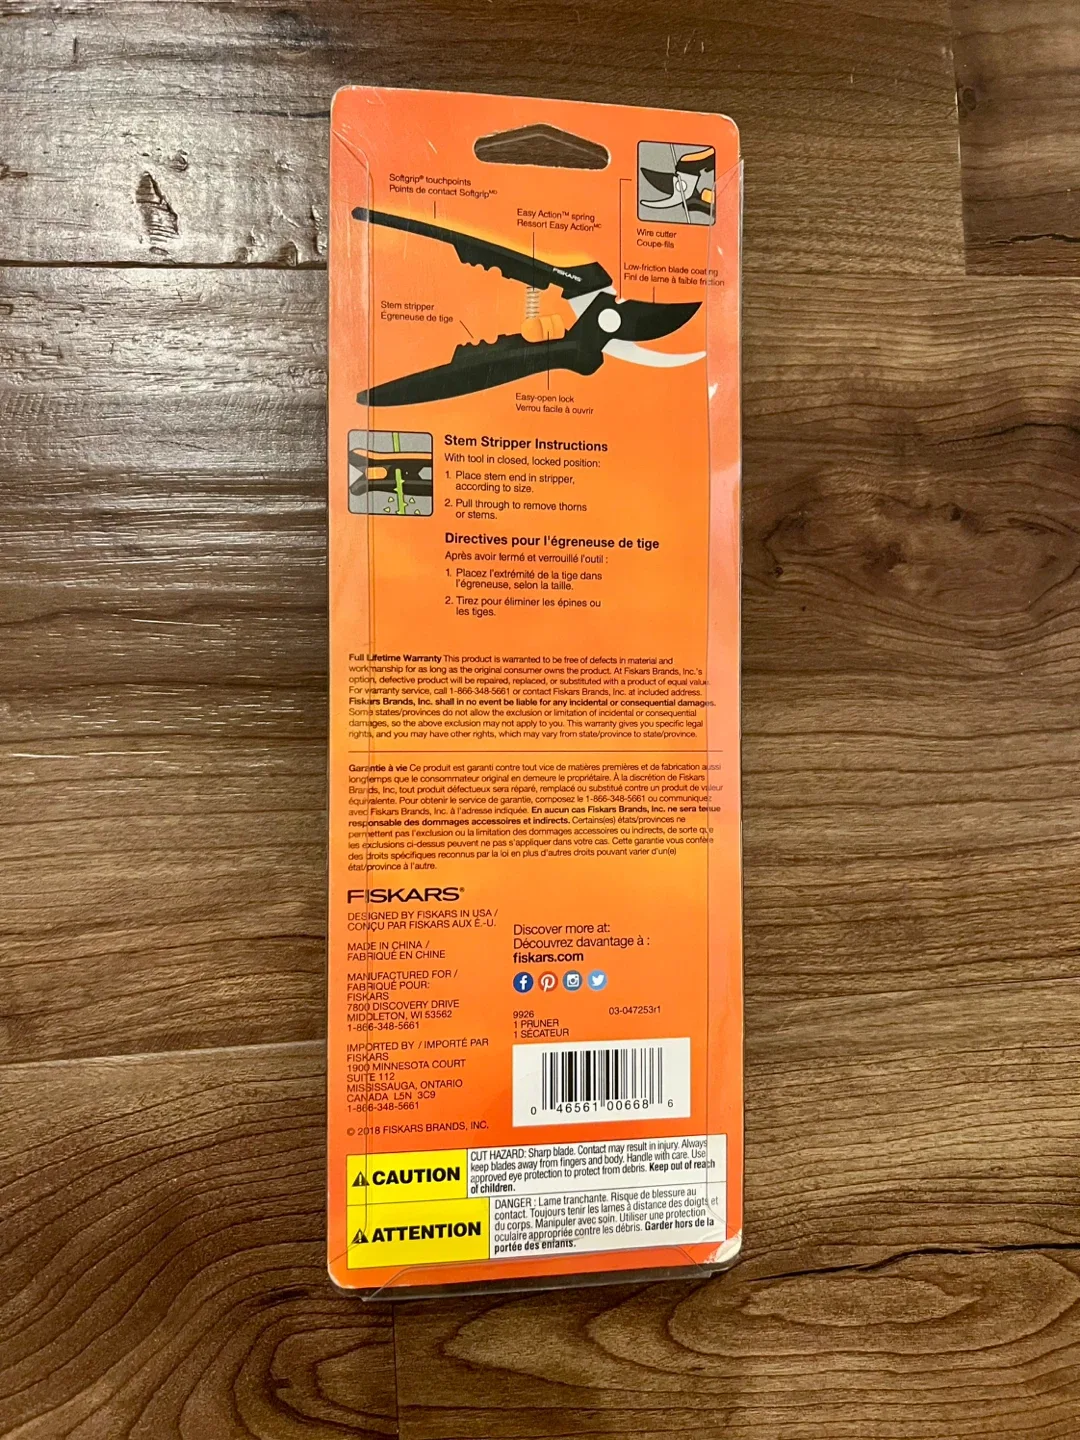 Softgrip® touchpoints
Points de contact SoftgripMD
Easy Action™ spring
Ressort Easy ActionMC
Wire cutter
Coupe-fils
Low-friction blade coating
Fini de lame à faible friction
FISKARS
Stem stripper
Égreneuse de tige
Easy-open lock
Verrou facile à ouvrir
Stem Stripper Instructions
With tool in closed, locked position:
1. Place stem end in stripper,
according to size.
2. Pull through to remove thorns
or stems.
Directives pour l'égreneuse de tige
Après avoir fermé et verrouillé l'outil :
1. Placez l'extrémité de la tige dans
l'égreneuse, selon la taille.
2. Tirez pour éliminer les épines ou
les tiges.
Full Lifetime Warranty This product is warranted to be free of defects in material and
workmanship for as long as the original consumer owns the product. At Fiskars Brands, Inc.'s
option, defective product will be repaired, replaced, or substituted with a product of equal value.
For warranty service, call 1-866-348-5661 or contact Fiskars Brands, Inc. at included address.
Fiskars Brands, Inc. shall in no event be liable for any incidental or consequential damages.
Some states/provinces do not allow the exclusion or limitation of incidental or consequential
damages, so the above exclusion may not apply to you. This warranty gives you specific legal
rights, and you may have other rights, which may vary from state/province to state/province.
Garantie à vie Ce produit est garanti contre tout vice de matières premières et de fabrication aussi
longtemps que le consommateur original en demeure le propriétaire. À la discrétion de Fiskars
Brands, Inc, tout produit défectueux sera réparé, remplacé ou substitué contre un produit de valeur
équivalente. Pour obtenir le service de garantie, composez le 1-866-348-5661 ou communiquez
avec Fiskars Brands, Inc. à l'adresse indiquée. En aucun cas Fiskars Brands, Inc. ne sera tenue
responsable des dommages accessoires et indirects. Certains(es) états/provinces ne
permettent pas l'exclusion ou la limitation des dommages accessoires ou indirects, de sorte que
les exclusions ci-dessus peuvent ne pas s'appliquer dans votre cas. Cette garantie vous confère
des droits spécifiques reconnus par la loi en plus d'autres droits pouvant varier d'un(e)
état/province à l'autre.
FISKARS®
DESIGNED BY FISKARS IN USA /
CONÇU PAR FISKARS AUX É.-U.
MADE IN CHINA /
FABRIQUÉ EN CHINE
MANUFACTURED FOR /
FABRIQUÉ POUR:
FISKARS
7800 DISCOVERY DRIVE
MIDDLETON, WI 53562
1-866-348-5661
IMPORTED BY / IMPORTÉ PAR
FISKARS
1900 MINNESOTA COURT
SUITE 112
MISSISSAUGA, ONTARIO
CANADA L5N 3C9
1-866-348-5661
© 2018 FISKARS BRANDS, INC.
Discover more at:
Découvrez davantage à :
fiskars.com
9926
1 PRUNER
1 SÉCATEUR
03-047253r1
0 46561 00668 6
CAUTION
CUT HAZARD: Sharp blade. Contact may result in injury. Always
keep blades away from fingers and body. Handle with care. Use
approved eye protection to protect from debris. Keep out of reach
of children.
ATTENTION
DANGER : Lame tranchante. Risque de blessure au
contact. Toujours tenir les lames à distance des doigts et
du corps. Manipuler avec soin. Utiliser une protection
oculaire appropriée contre les débris. Garder hors de la
portée des enfants.